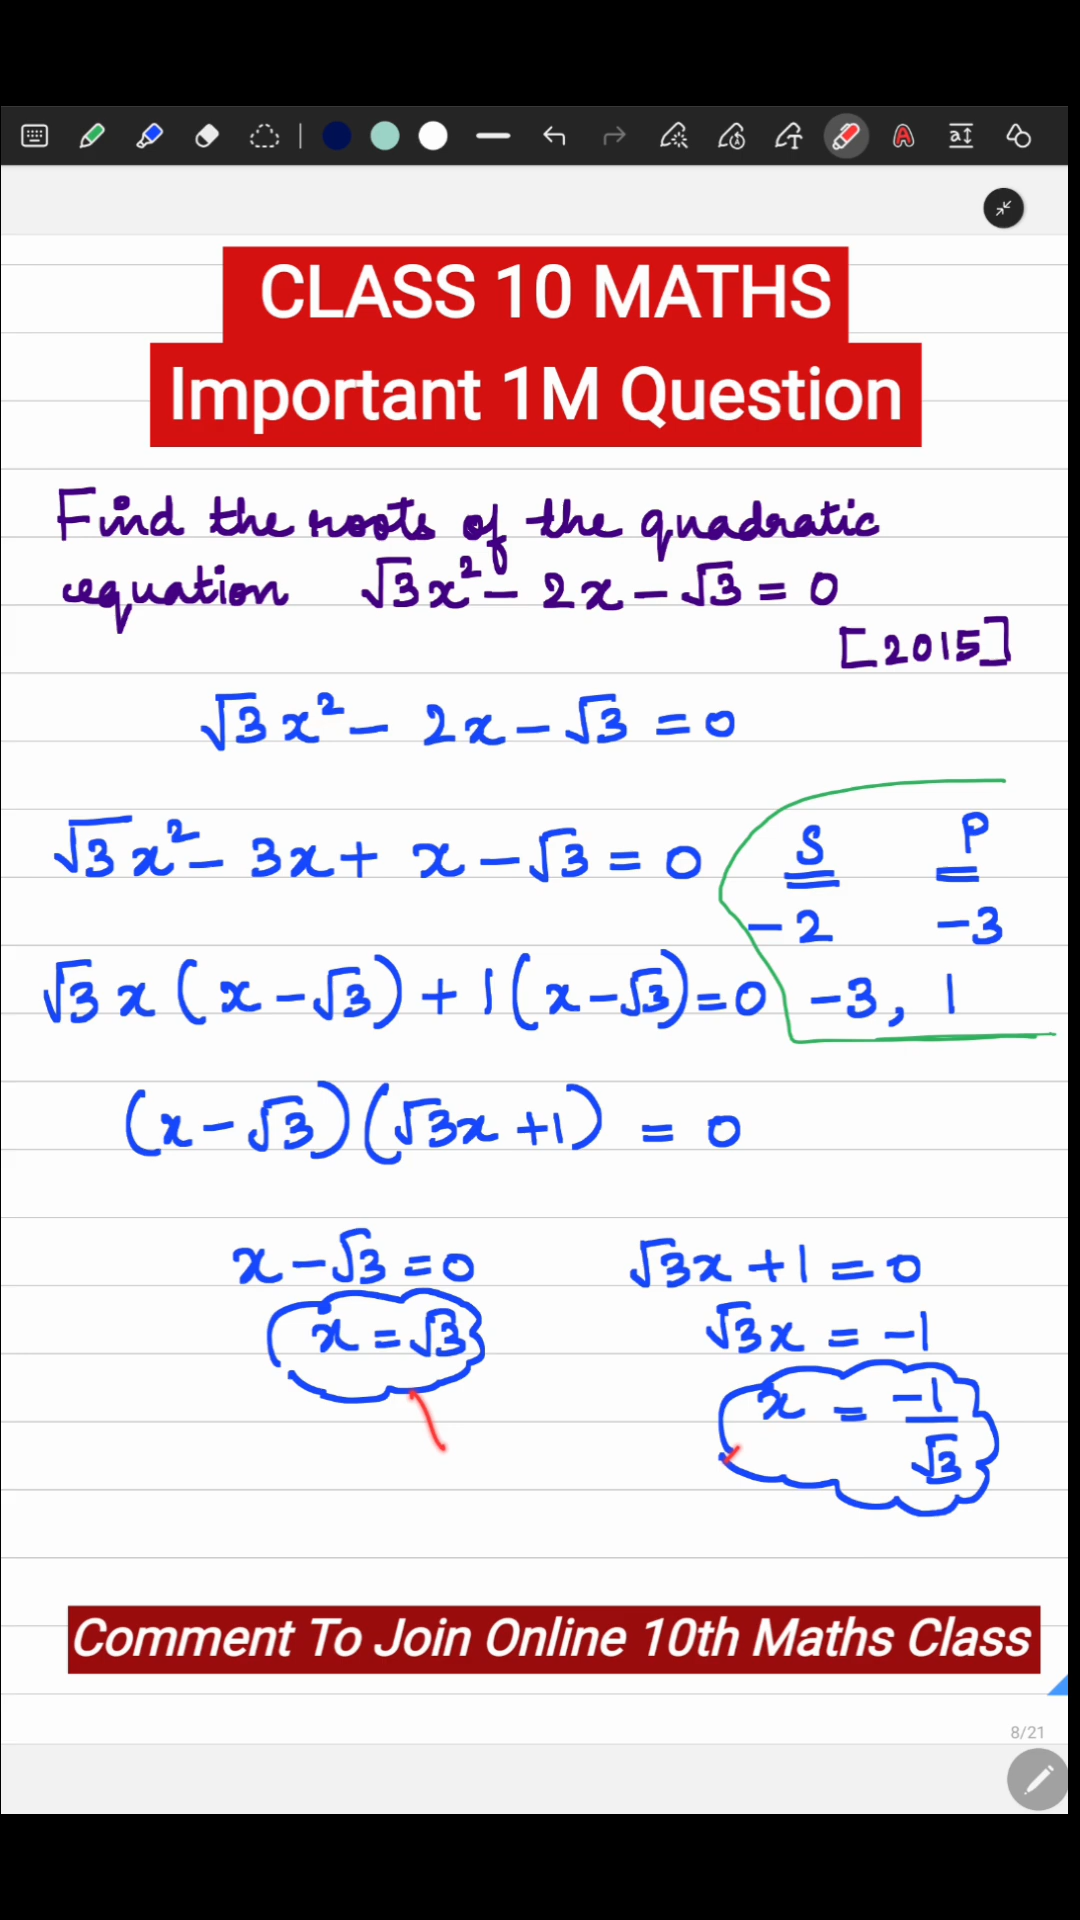 CLASS 10 MATHS
Important 1M Question
Find the roots of the quadratic
equation √3x² - 2x - √3 = 0
[2015]
√3x² - 2x - √3 = 0
√3x² - 3x + x - √3 = 0
S P
-2 -3
√3x(x - √3) + 1(x - √3) = 0
-3, 1
(x - √3)(√3x + 1) = 0
x - √3 = 0 √3x + 1 = 0
x = √3 √3x = -1
x = -1/√3
Comment To Join Online 10th Maths Class
8/21